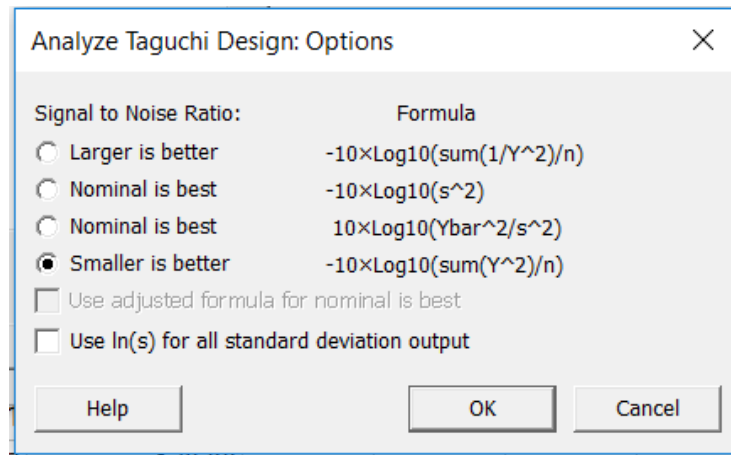 Analyze Taguchi Design: Options
Signal to Noise Ratio: Formula
Larger is better -10×Log10(sum(1/Y^2)/n)
Nominal is best -10×Log10(s^2)
Nominal is best 10×Log10(Ybar^2/s^2)
Smaller is better -10×Log10(sum(Y^2)/n)
Use adjusted formula for nominal is best
Use ln(s) for all standard deviation output
Help OK Cancel